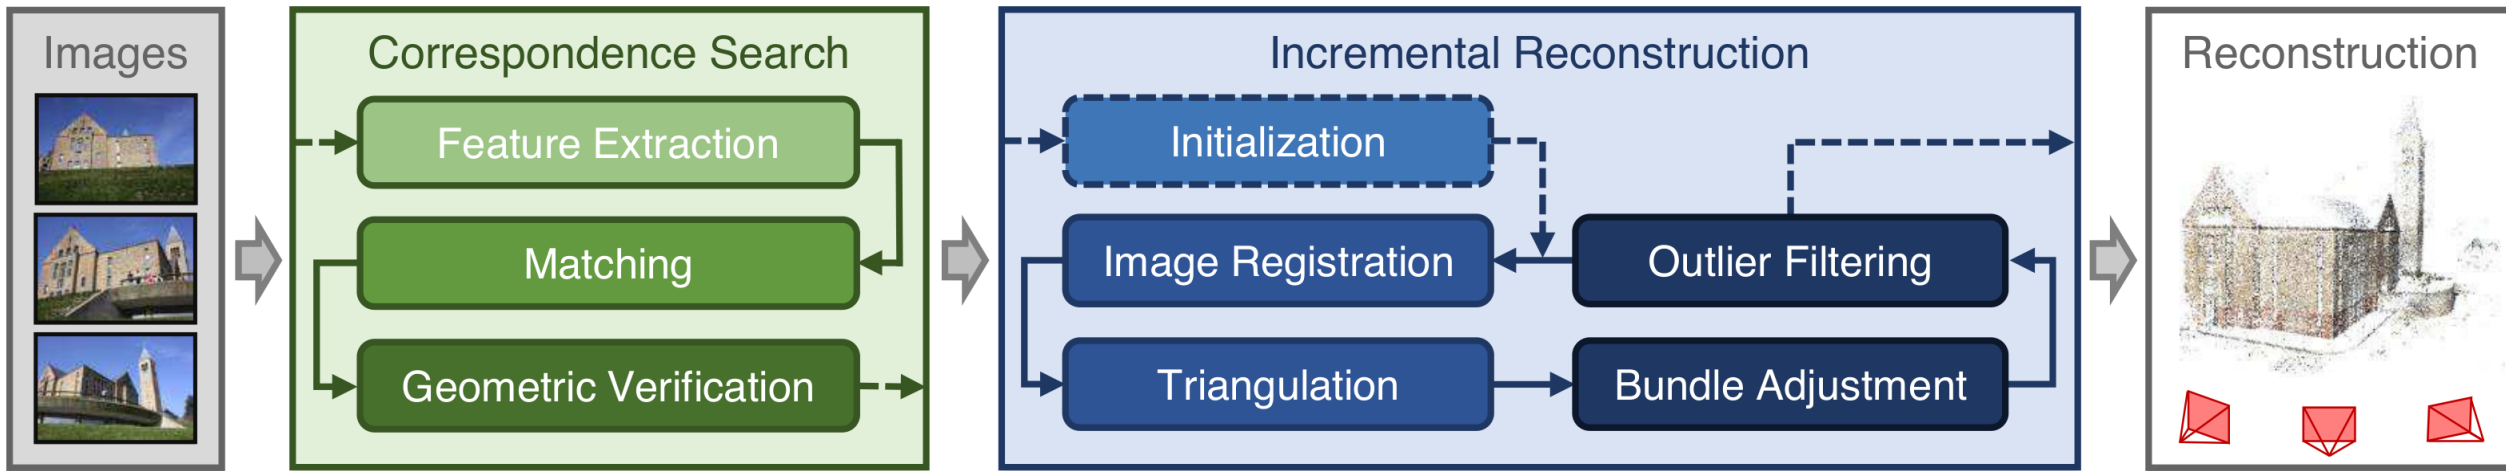 Images
Correspondence Search
Feature Extraction
Matching
Geometric Verification
Incremental Reconstruction
Initialization
Image Registration
Outlier Filtering
Triangulation
Bundle Adjustment
Reconstruction